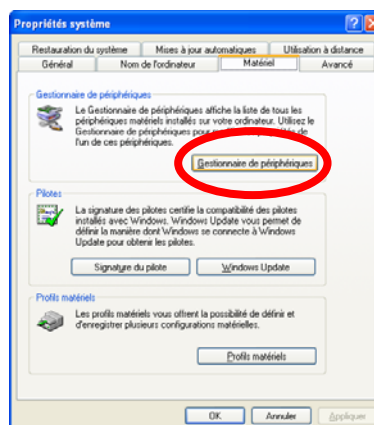 Propriétés système
Restauration du système Mises à jour automatiques Utilisation à distance
Général Nom de l'ordinateur Matériel Avancé
Gestionnaire de périphériques
Le Gestionnaire de périphériques affiche la liste de tous les
périphériques matériels installés sur votre ordinateur. Utilisez le
Gestionnaire de périphériques pour de
l'un de ces périphériques.
Gestionnaire de périphériques
Pilotes
La signature des pilotes certifie la compatibilité des pilotes
installés avec Windows. Windows Update vous permet de
définir la manière dont Windows se connecte à Windows
Update pour obtenir les pilotes.
Signature du pilote Windows Update
Profils matériels
Les profils matériels vous offrent la possibilité de définir et
d'enregistrer plusieurs configurations matérielles.
Profils matériels
OK Annuler Appliquer